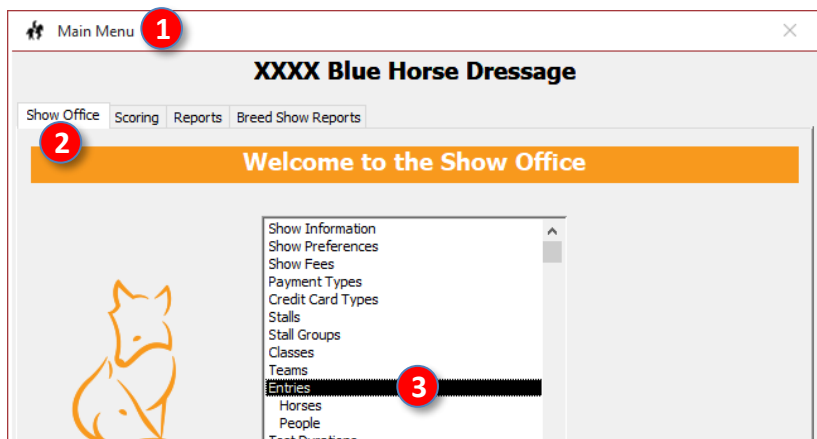 Main Menu 1
XXXX Blue Horse Dressage
Show Office Scoring Reports Breed Show Reports
2
Welcome to the Show Office
Show Information
Show Preferences
Show Fees
Payment Types
Credit Card Types
Stalls
Stall Groups
Classes
Teams
Entries 3
Horses
People
Test Durations